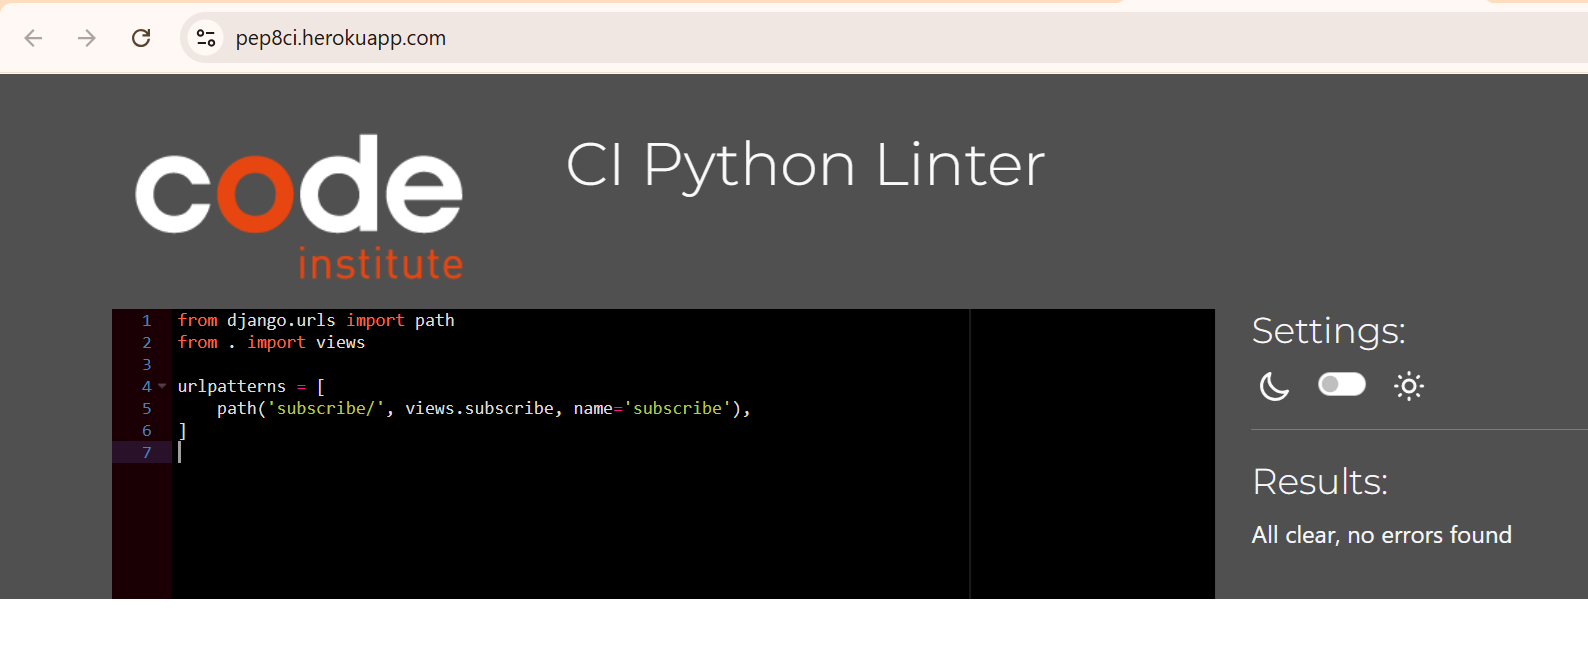 pep8ci.herokuapp.com
code
institute
CI Python Linter
1 from django.urls import path
2 from . import views
3
4 urlpatterns = [
5     path('subscribe/', views.subscribe, name='subscribe'),
6 ]
7
Settings:
Results:
All clear, no errors found